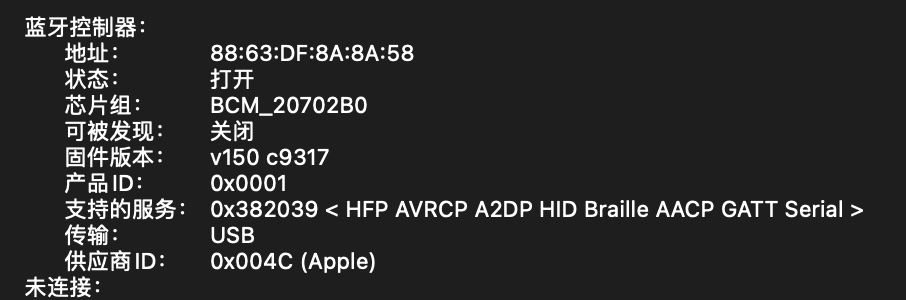 蓝牙控制器：
地址： 88:63:DF:8A:8A:58
状态： 打开
芯片组： BCM_20702B0
可被发现： 关闭
固件版本： v150 c9317
产品ID： 0x0001
支持的服务： 0x382039 < HFP AVRCP A2DP HID Braille AACP GATT Serial >
传输： USB
供应商ID： 0x004C (Apple)
未连接：